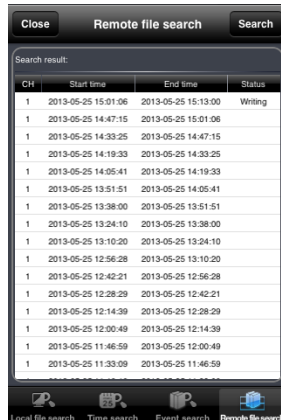 Close Remote file search Search
Search result:
CH Start time End time Status
1 2013-05-25 15:01:06 2013-05-25 15:13:00 Writing
1 2013-05-25 14:47:15 2013-05-25 15:01:06
1 2013-05-25 14:33:25 2013-05-25 14:47:15
1 2013-05-25 14:19:33 2013-05-25 14:33:25
1 2013-05-25 14:05:41 2013-05-25 14:19:33
1 2013-05-25 13:51:51 2013-05-25 14:05:41
1 2013-05-25 13:38:00 2013-05-25 13:51:51
1 2013-05-25 13:24:10 2013-05-25 13:38:00
1 2013-05-25 13:10:20 2013-05-25 13:24:10
1 2013-05-25 12:56:28 2013-05-25 13:10:20
1 2013-05-25 12:42:21 2013-05-25 12:56:28
1 2013-05-25 12:28:29 2013-05-25 12:42:21
1 2013-05-25 12:14:39 2013-05-25 12:28:29
1 2013-05-25 12:00:49 2013-05-25 12:14:39
1 2013-05-25 11:46:59 2013-05-25 12:00:49
1 2013-05-25 11:33:09 2013-05-25 11:46:59
Local file search Time search Event search Remote file search